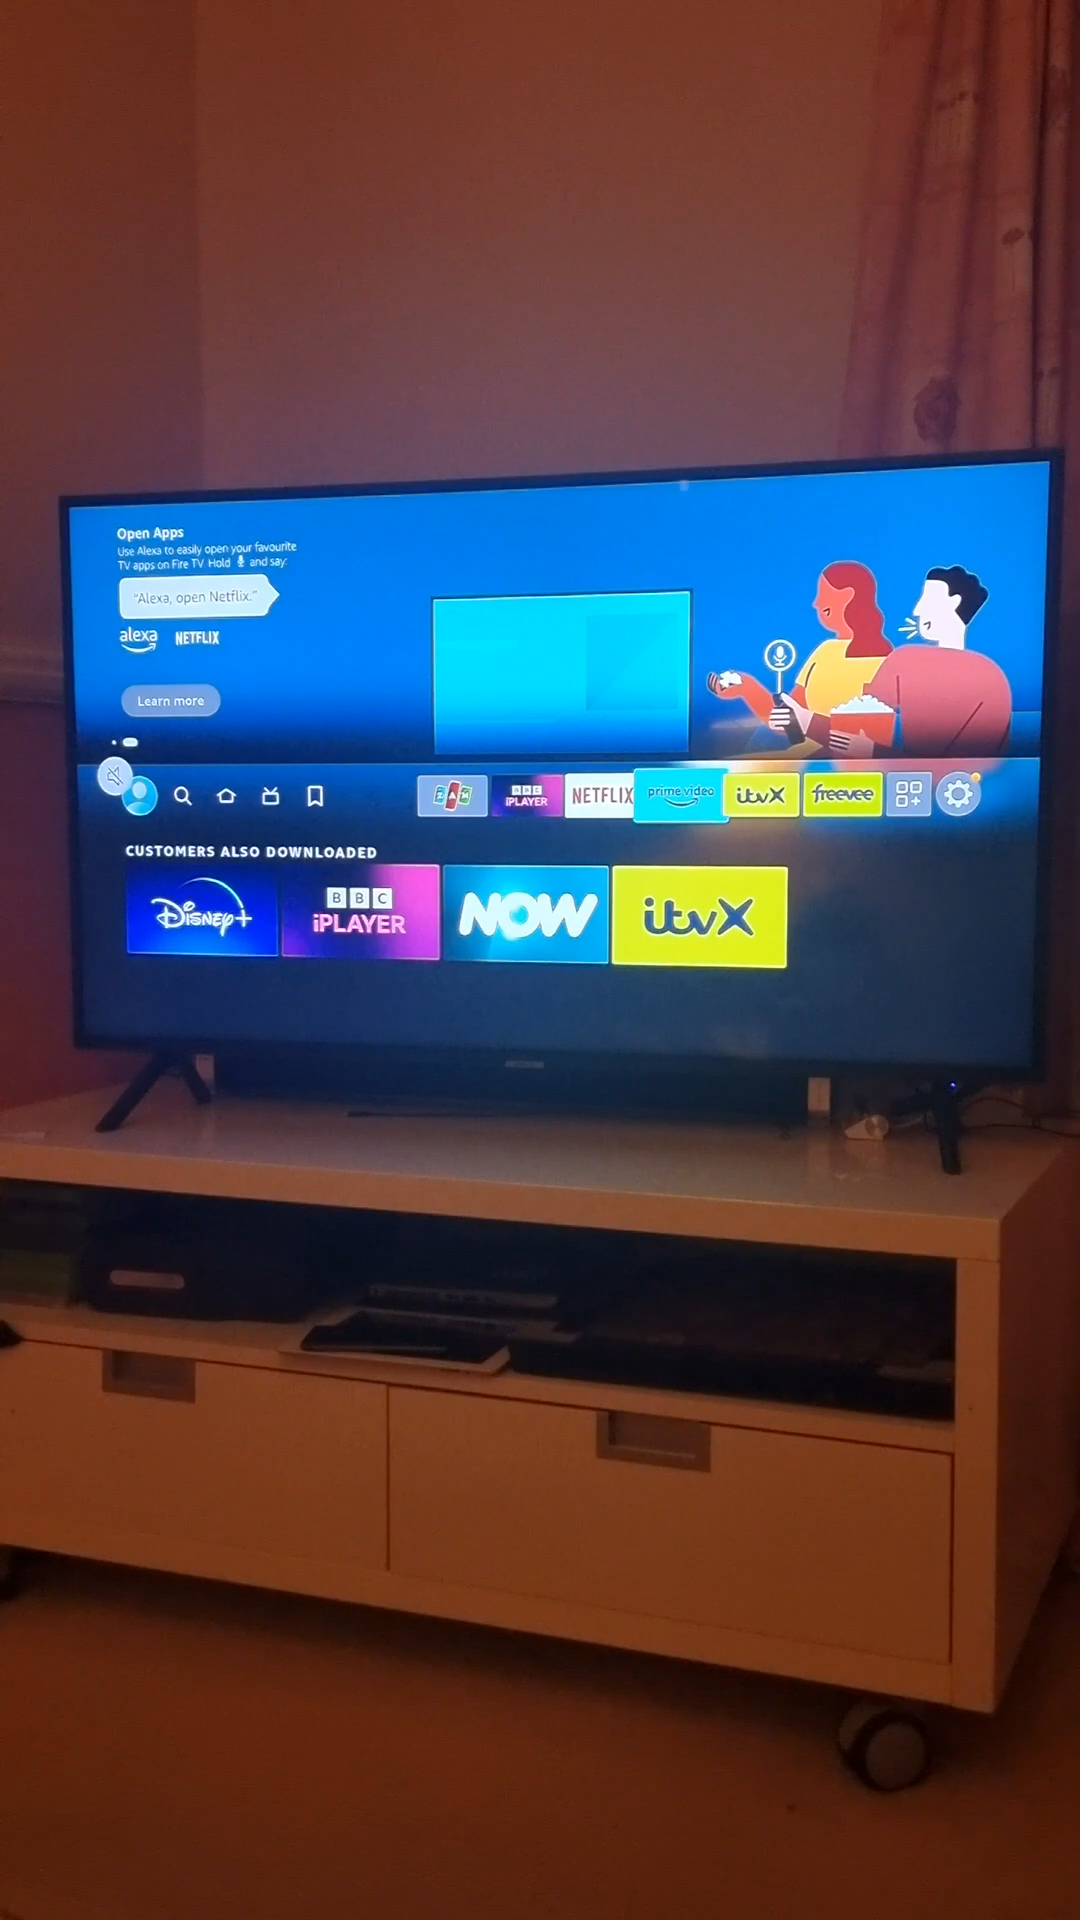 Open Apps
Use Alexa to easily open your favourite
TV apps on Fire TV Hold and say:
"Alexa, open Netflix."
alexa NETFLIX
Learn more
BBC
iPLAYER
NETFLIX
prime video
itvX
freevee
CUSTOMERS ALSO DOWNLOADED
Disney+
BBC
iPLAYER
NOW
itvX